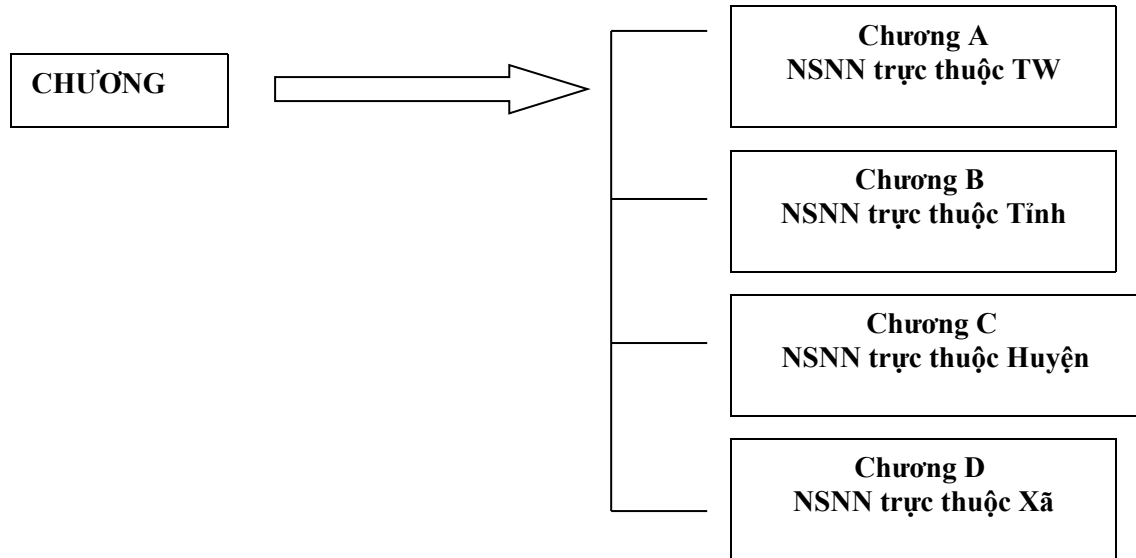 CHƯƠNG
Chương A
NSNN trực thuộc TW
Chương B
NSNN trực thuộc Tỉnh
Chương C
NSNN trực thuộc Huyện
Chương D
NSNN trực thuộc Xã